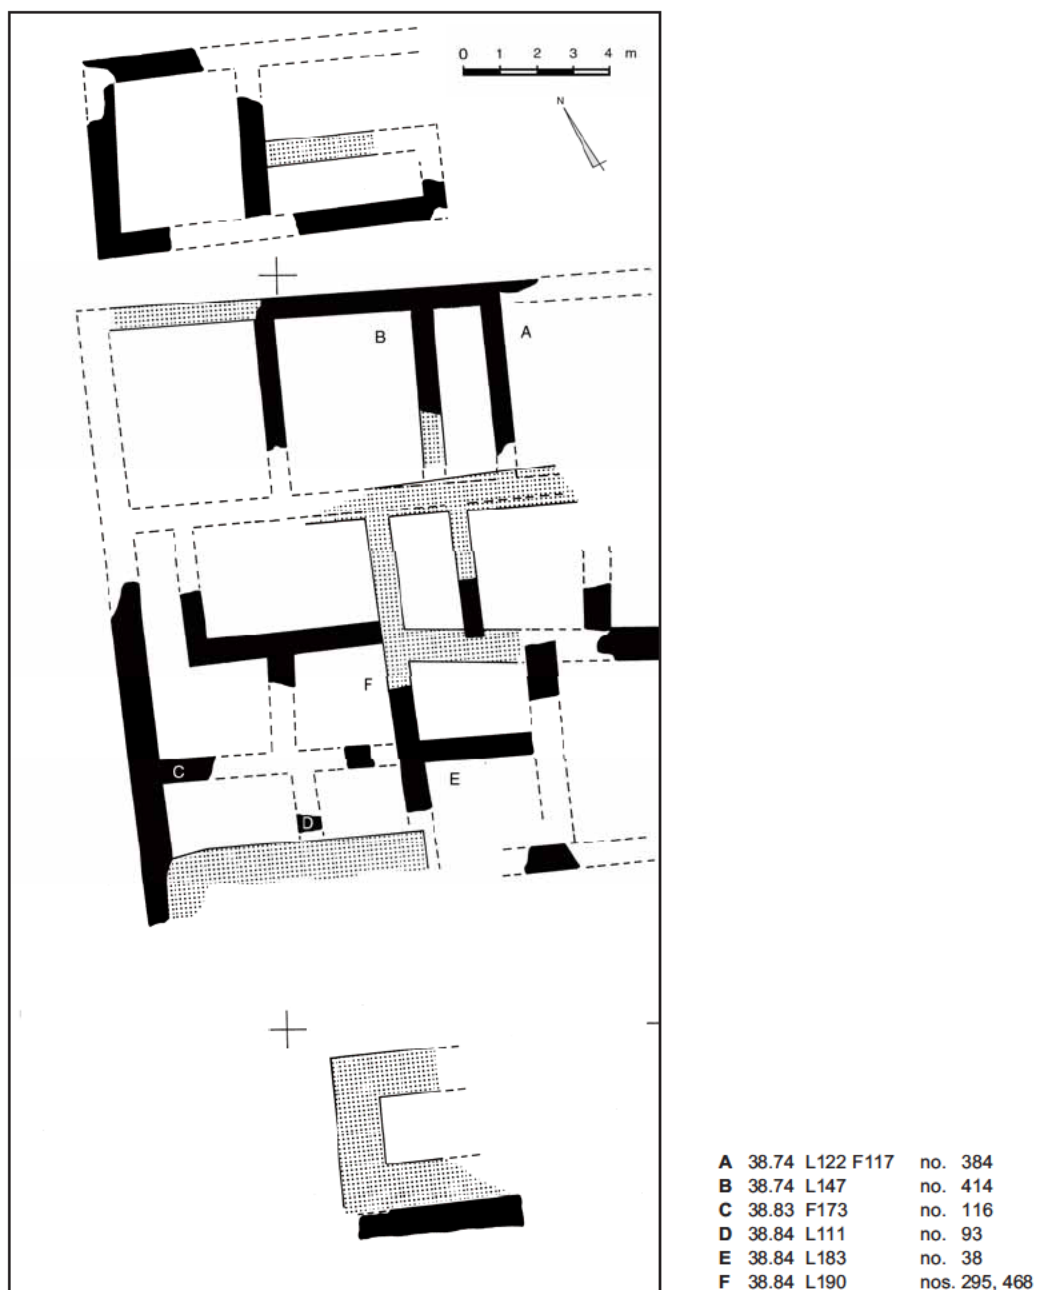 0 1 2 3 4 m
N
B A
F
C E
D
A 38.74 L122 F117 no. 384
B 38.74 L147 no. 414
C 38.83 F173 no. 116
D 38.84 L111 no. 93
E 38.84 L183 no. 38
F 38.84 L190 nos. 295, 468